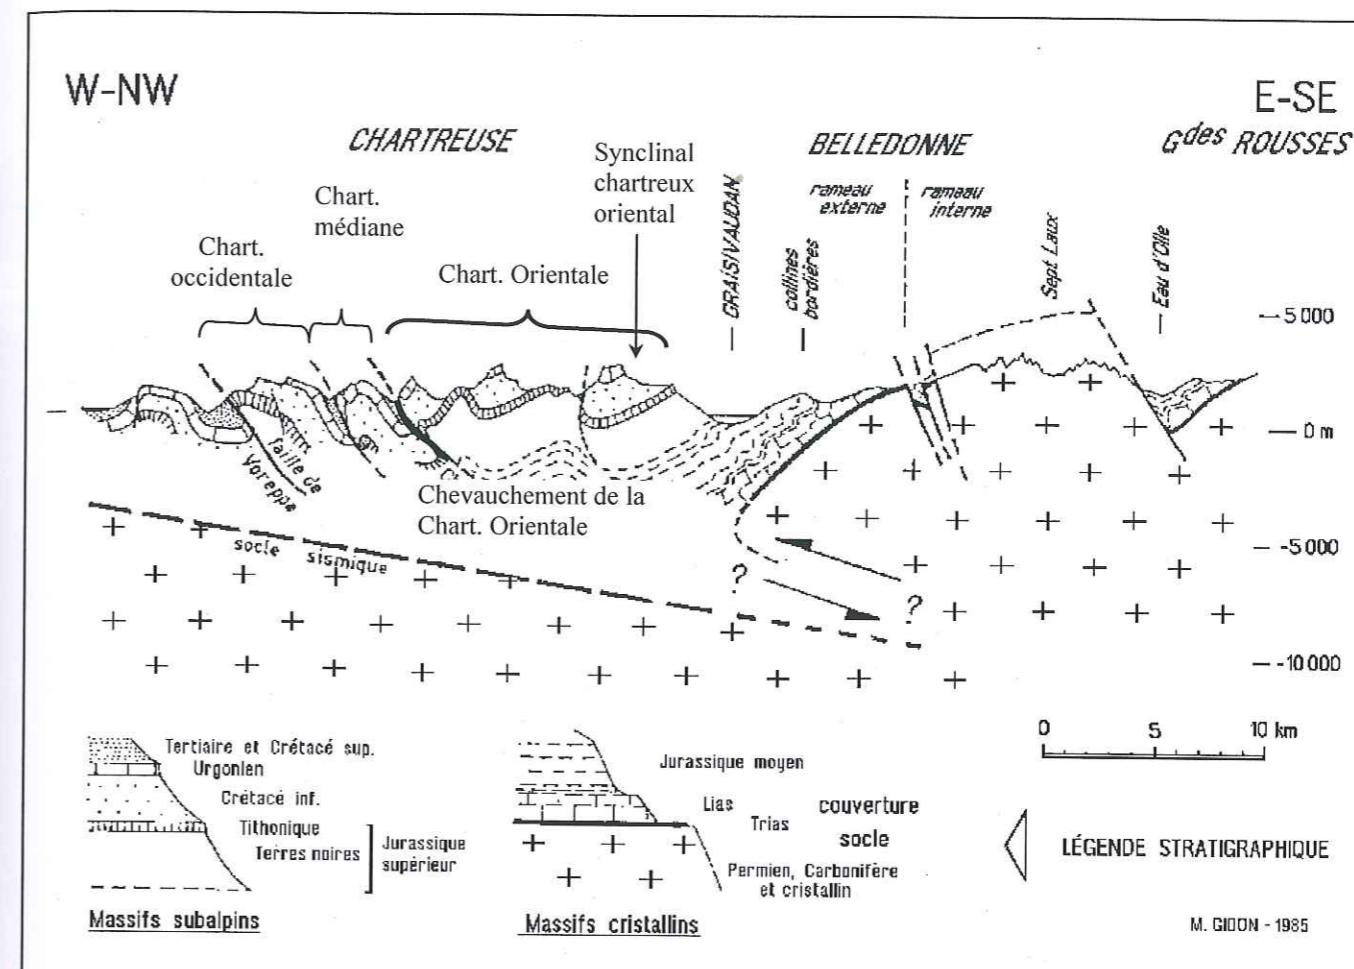 W-NW
E-SE
CHARTREUSE
BELLEDONNE
Gdes ROUSSES
Synclinal
chartreux
oriental
Chart.
médiane
Chart.
occidentale
Chart. Orientale
GRAISIVAUDAN
collines
bordières
rameau
externe
rameau
interne
Sept Laux
Eau d'Olle
5 000
0 m
-5000
-10 000
faille de
Voreppe
Chevauchement de la
Chart. Orientale
socle sismique
?
?
0 5 10 km
Tertiaire et Crétacé sup.
Urgonien
Crétacé inf.
Tithonique
Terres noires
Jurassique
supérieur
Massifs subalpins
Jurassique moyen
Lias
Trias
couverture
socle
Permien, Carbonifère
et cristallin
Massifs cristallins
LÉGENDE STRATIGRAPHIQUE
M. GIDON - 1985